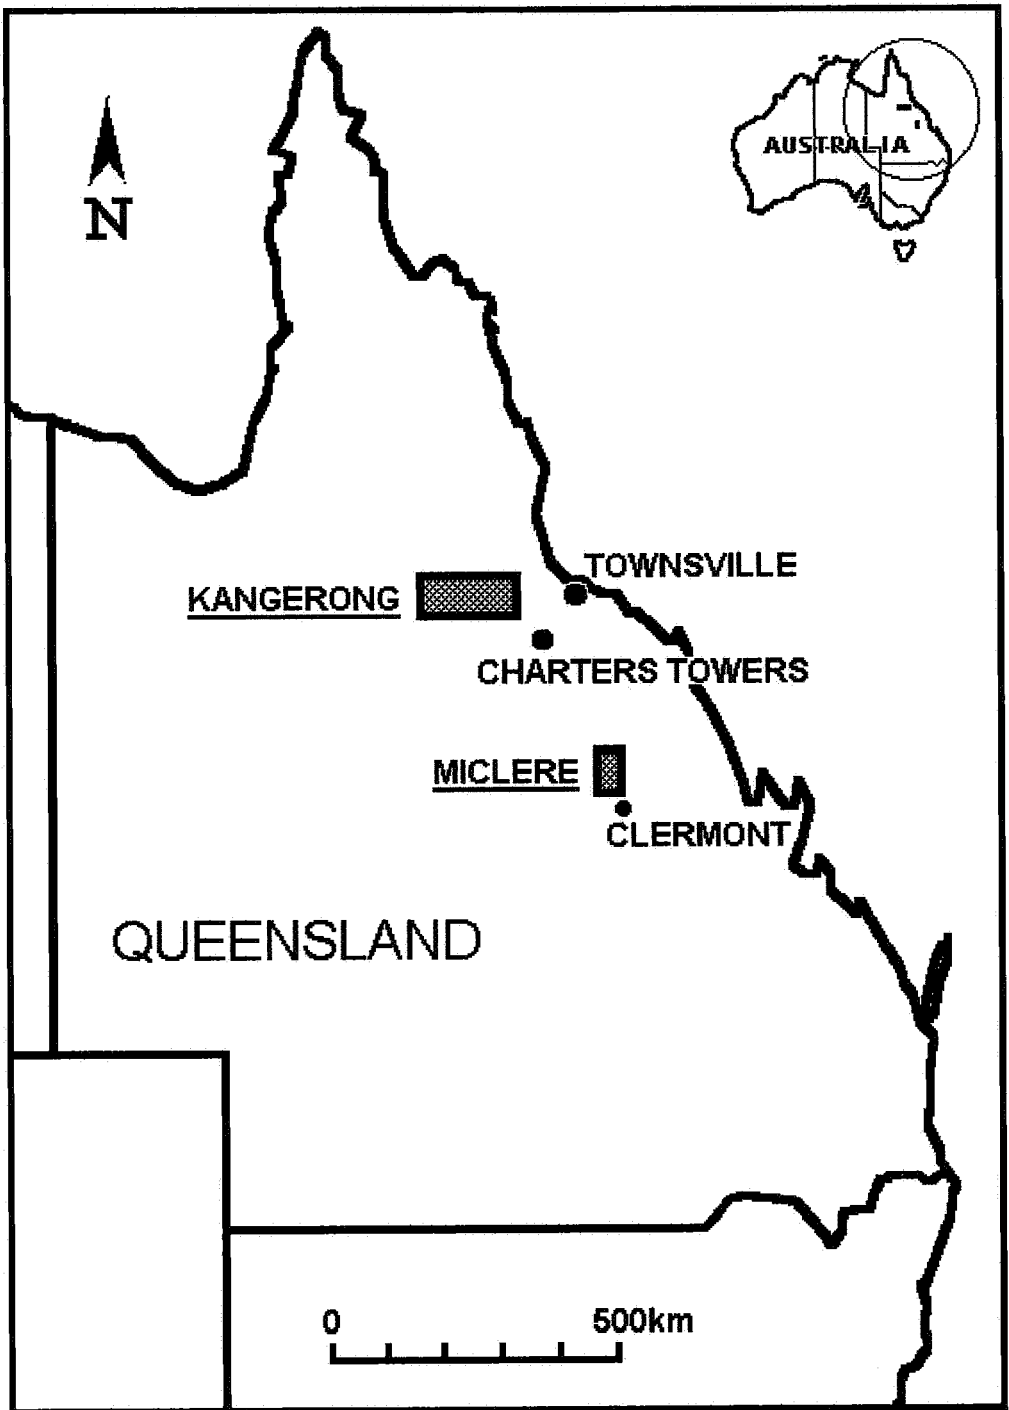 AUSTRALIA
N
TOWNSVILLE
KANGERONG
CHARTERS TOWERS
MICLERE
CLERMONT
QUEENSLAND
0 500km